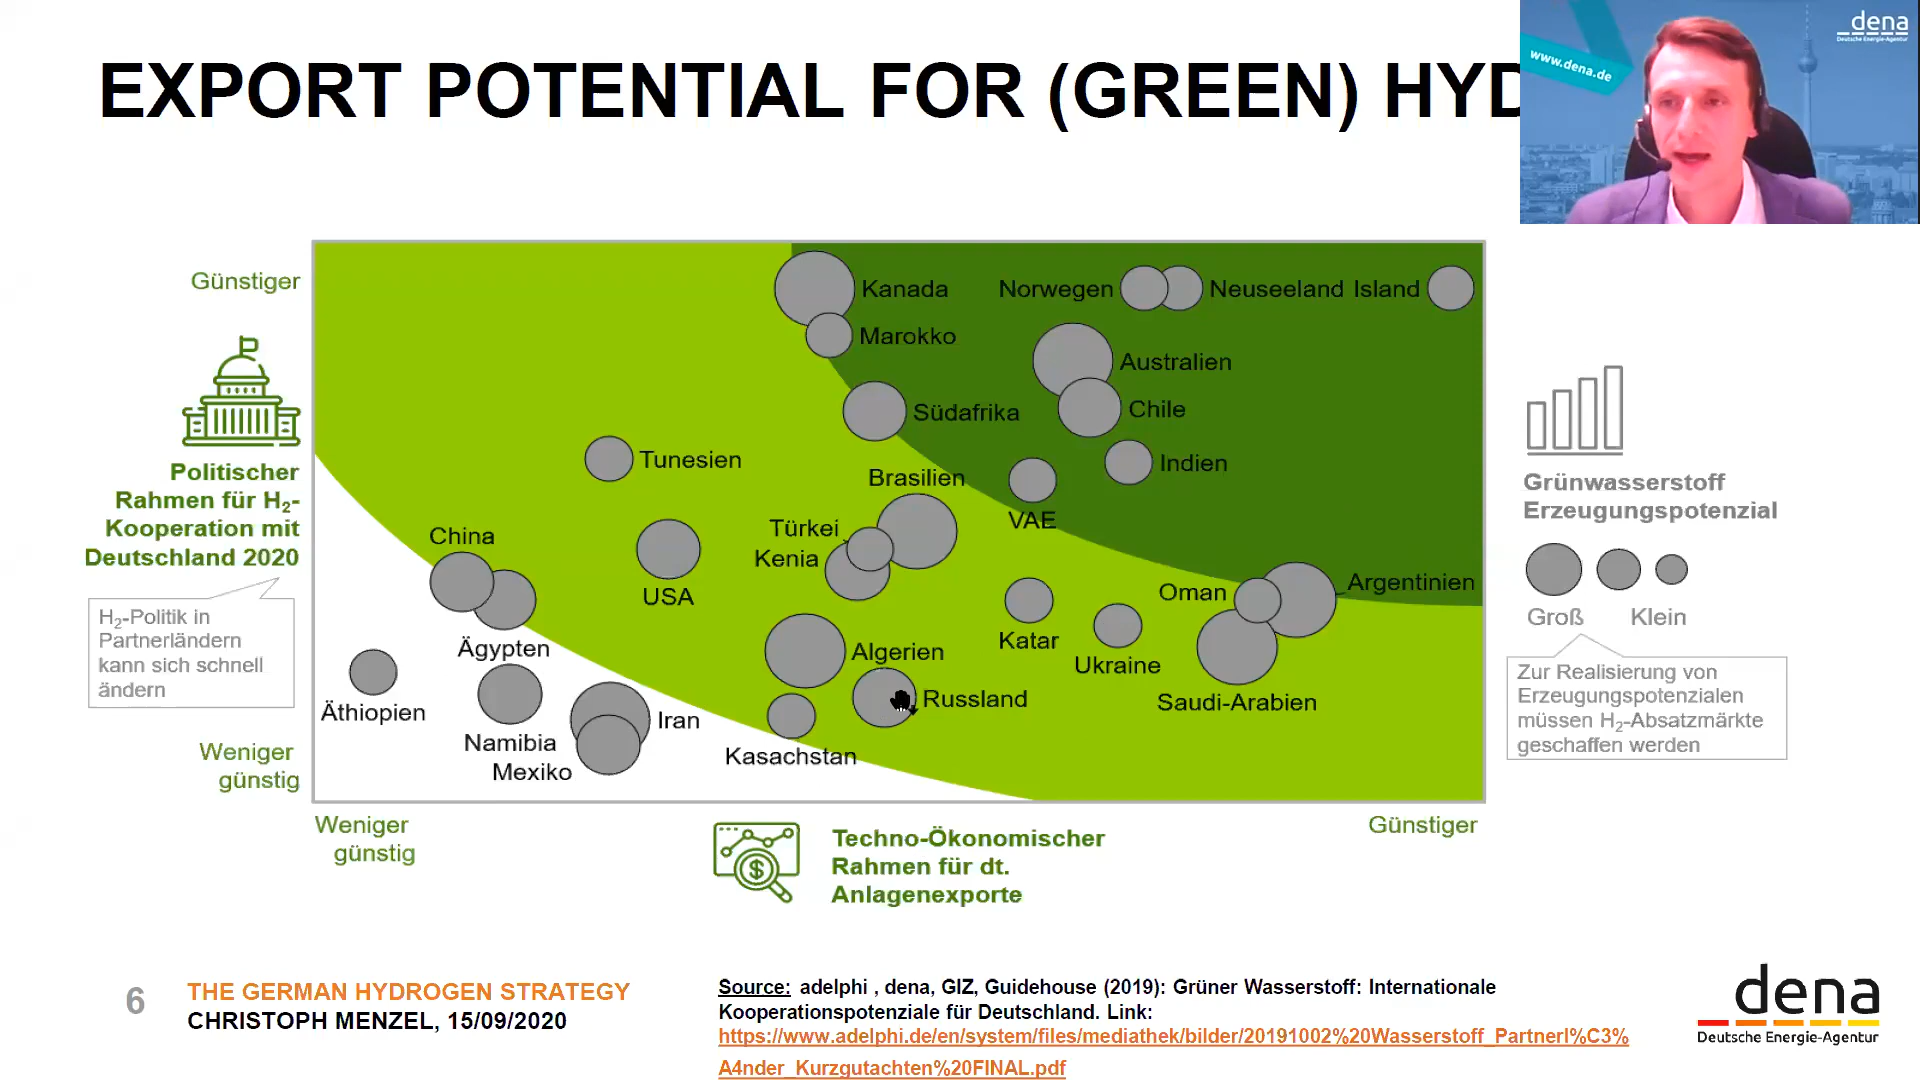 EXPORT POTENTIAL FOR (GREEN) HYD
dena
Deutsche Energie-Agentur
www.dena.de
Günstiger
Politischer
Rahmen für H₂-
Kooperation mit
Deutschland 2020
H₂-Politik in
Partnerländern
kann sich schnell
ändern
Weniger
günstig
Kanada
Norwegen
Neuseeland
Island
Marokko
Australien
Chile
Südafrika
Tunesien
Indien
Brasilien
VAE
China
Türkei
Kenia
USA
Oman
Argentinien
Ägypten
Katar
Ukraine
Algerien
Äthiopien
Russland
Saudi-Arabien
Namibia
Iran
Mexiko
Kasachstan
Grünwasserstoff
Erzeugungspotenzial
Groß
Klein
Zur Realisierung von
Erzeugungspotenzialen
müssen H₂-Absatzmärkte
geschaffen werden
Weniger
günstig
Günstiger
$
Techno-Ökonomischer
Rahmen für dt.
Anlagenexporte
6
THE GERMAN HYDROGEN STRATEGY
CHRISTOPH MENZEL, 15/09/2020
Source: adelphi , dena, GIZ, Guidehouse (2019): Grüner Wasserstoff: Internationale
Kooperationspotenziale für Deutschland. Link:
https://www.adelphi.de/en/system/files/mediathek/bilder/20191002%20Wasserstoff_Partnerl%C3%
A4nder_Kurzgutachten%20FINAL.pdf
dena
Deutsche Energie-Agentur